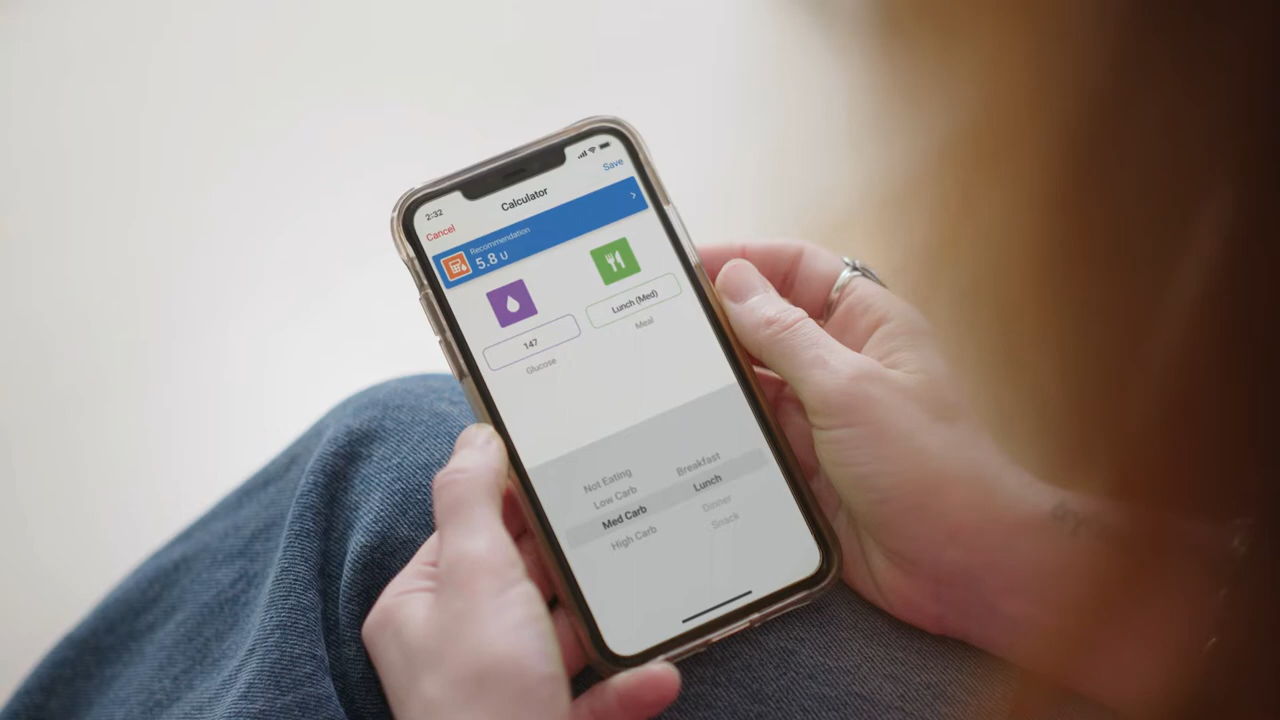 2:32
Cancel
Calculator
Save
Recommendation
5.8 U
147
Glucose
Lunch (Med)
Meal
Not Eating
Low Carb
Med Carb
High Carb
Breakfast
Lunch
Dinner
Snack